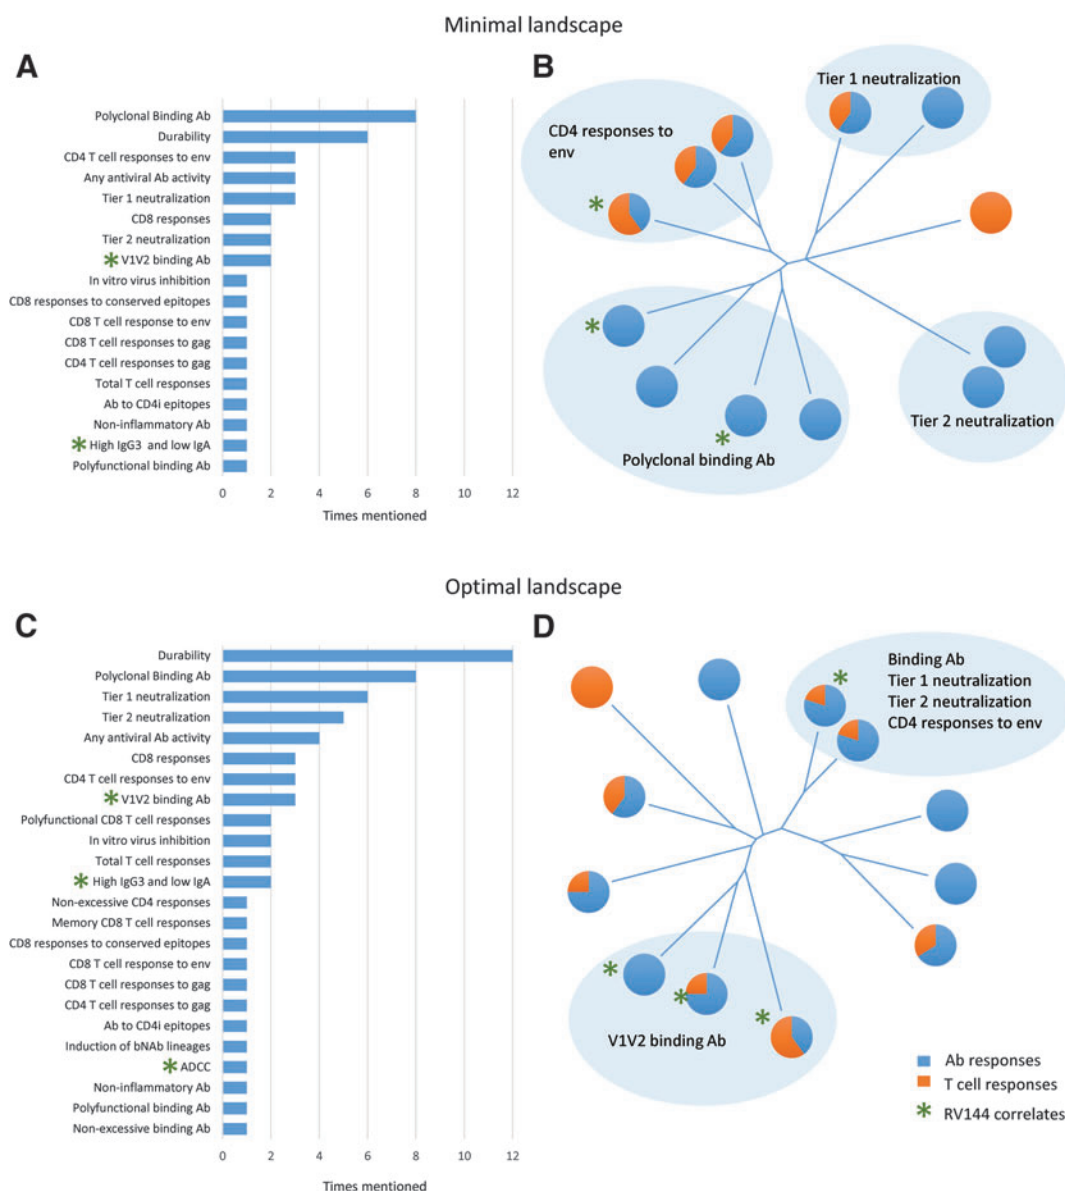 Minimal landscape
A
Polyclonal Binding Ab
Durability
CD4 T cell responses to env
Any antiviral Ab activity
Tier 1 neutralization
CD8 responses
Tier 2 neutralization
* V1V2 binding Ab
In vitro virus inhibition
CD8 responses to conserved epitopes
CD8 T cell response to env
CD8 T cell responses to gag
CD4 T cell responses to gag
Total T cell responses
Ab to CD4i epitopes
Non-inflammatory Ab
* High IgG3 and low IgA
Polyfunctional binding Ab
0 2 4 6 8 10 12
Times mentioned
B
Tier 1 neutralization
CD4 responses to
env
*
*
*
Polyclonal binding Ab
Tier 2 neutralization
Optimal landscape
C
Durability
Polyclonal Binding Ab
Tier 1 neutralization
Tier 2 neutralization
Any antiviral Ab activity
CD8 responses
CD4 T cell responses to env
* V1V2 binding Ab
Polyfunctional CD8 T cell responses
In vitro virus inhibition
Total T cell responses
* High IgG3 and low IgA
Non-excessive CD4 responses
Memory CD8 T cell responses
CD8 responses to conserved epitopes
CD8 T cell response to env
CD8 T cell responses to gag
CD4 T cell responses to gag
Ab to CD4i epitopes
Induction of bNAb lineages
* ADCC
Non-inflammatory Ab
Polyfunctional binding Ab
Non-excessive binding Ab
0 2 4 6 8 10 12
Times mentioned
D
Binding Ab
Tier 1 neutralization
Tier 2 neutralization
CD4 responses to env
*
*
*
*
V1V2 binding Ab
Ab responses
T cell responses
* RV144 correlates